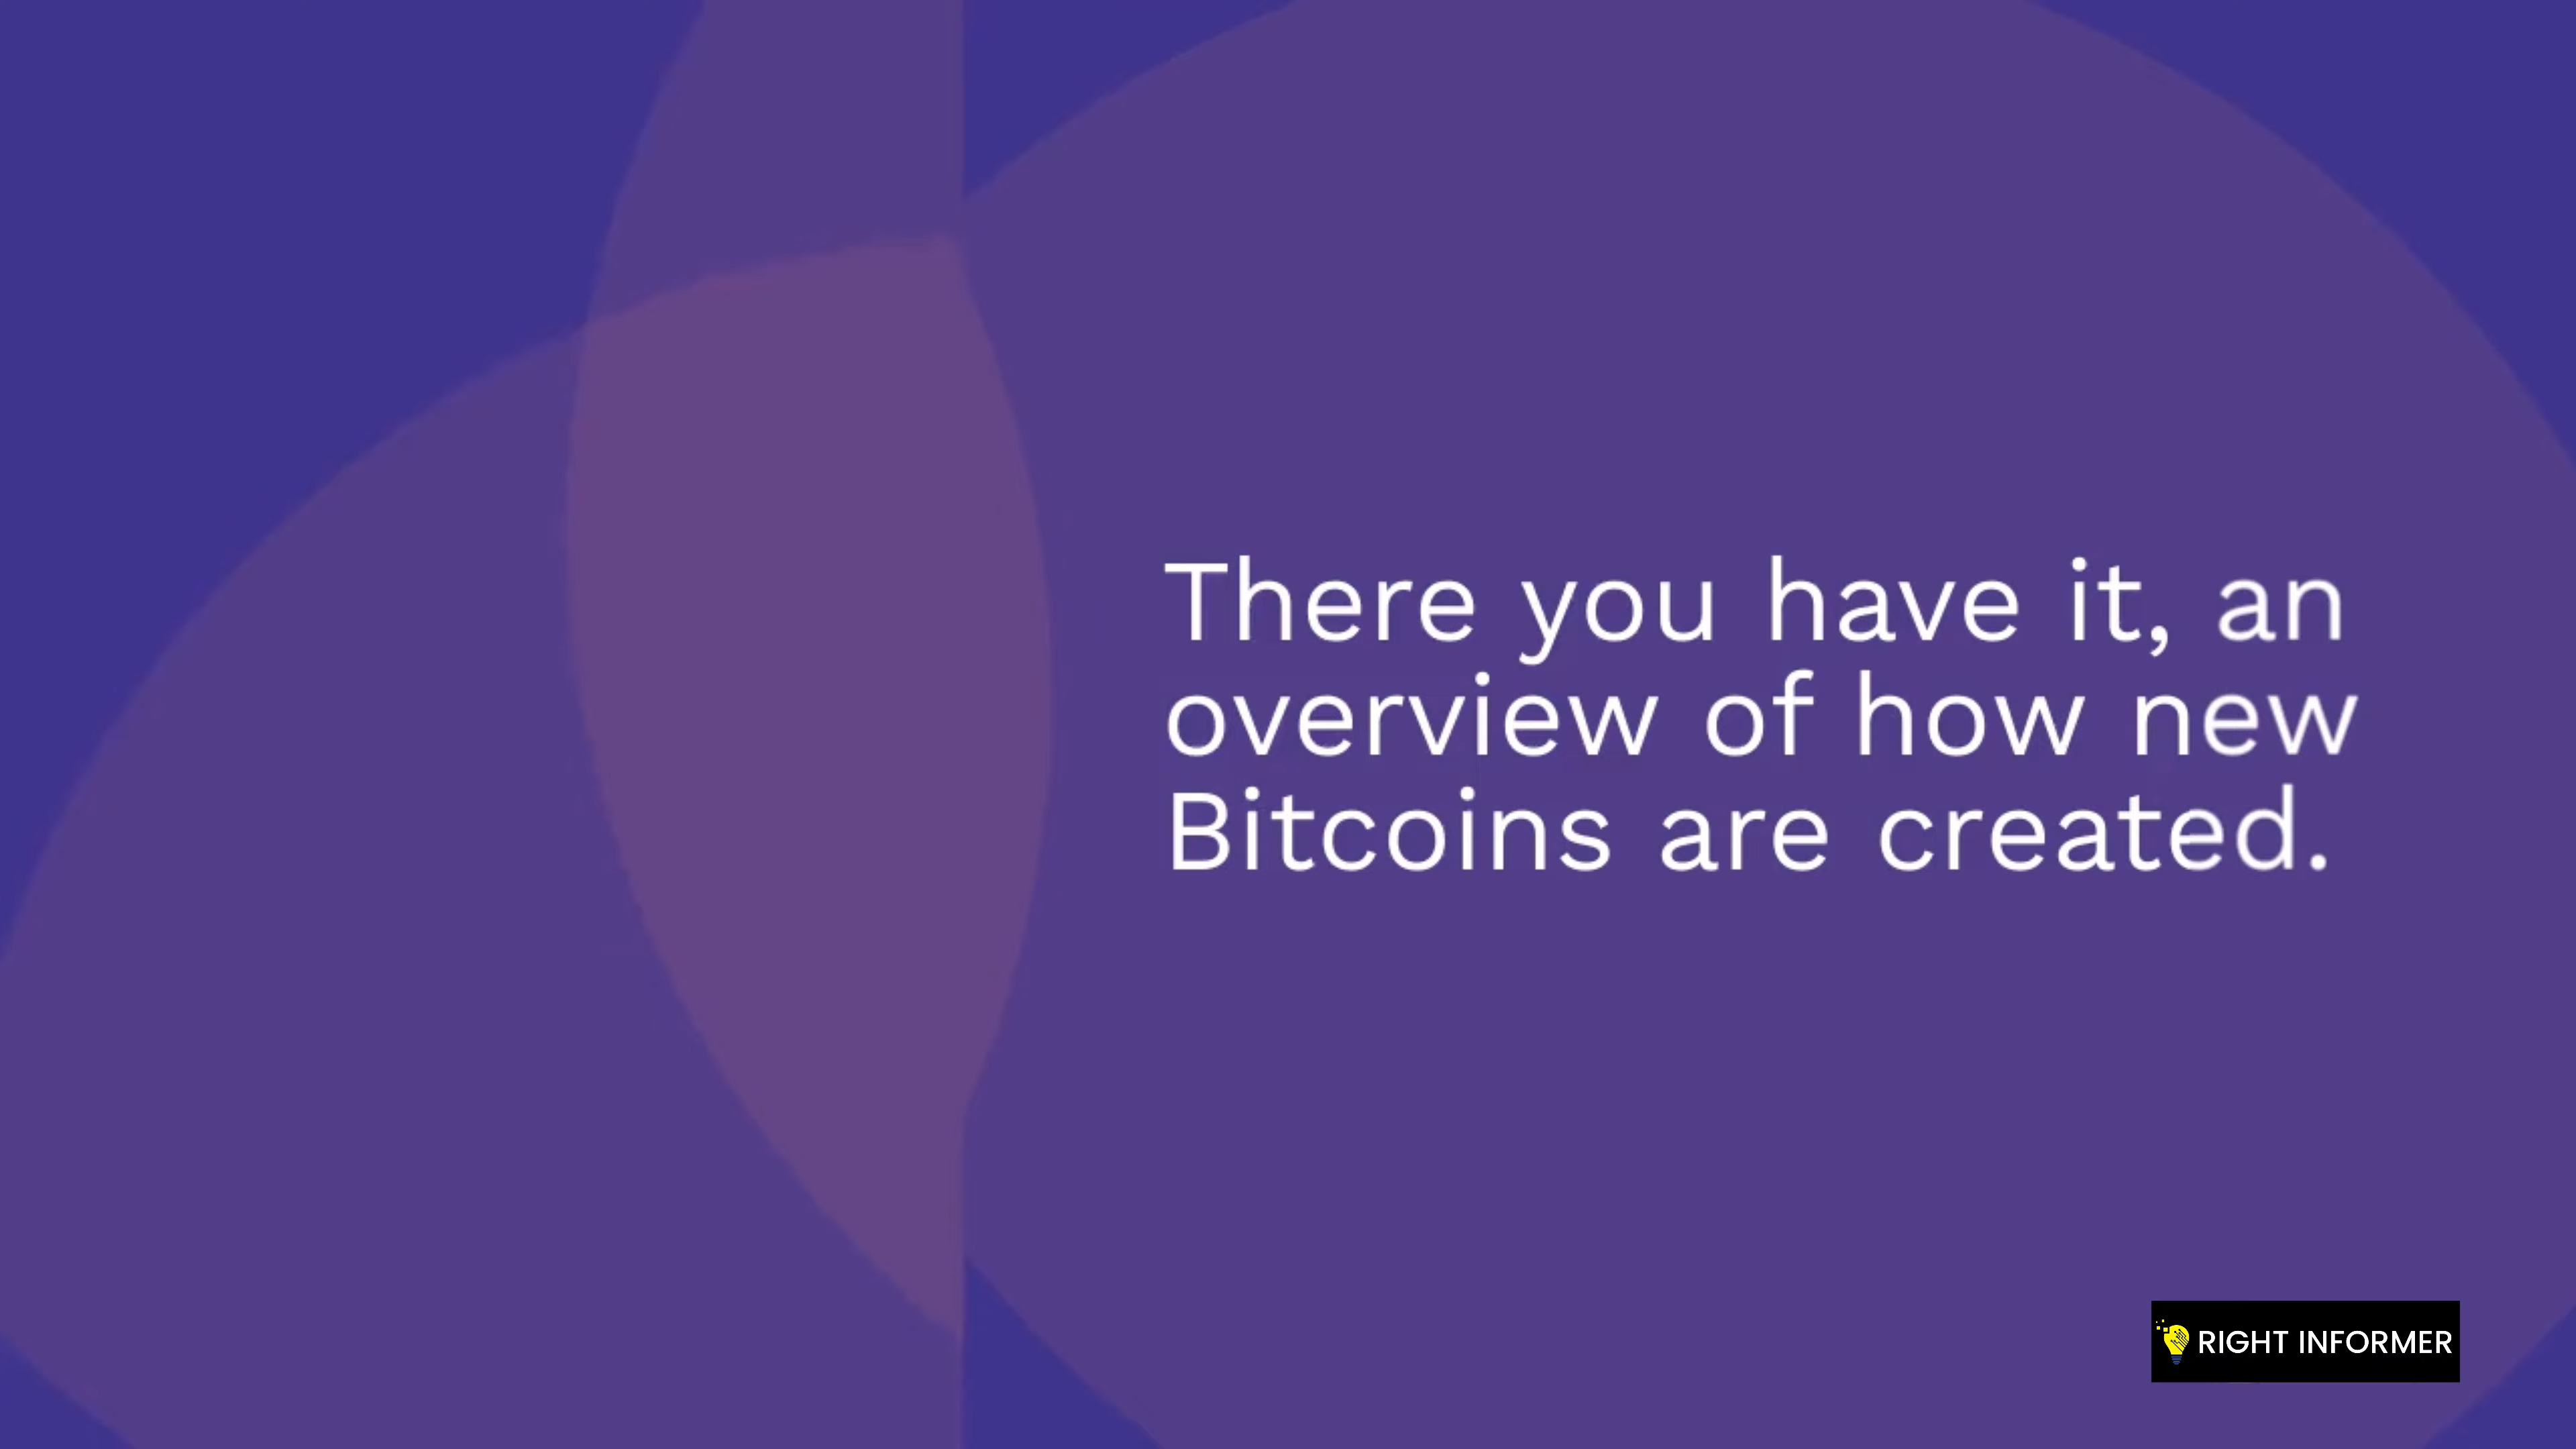 There you have it, an
overview of how new
Bitcoins are created.
RIGHT INFORMER